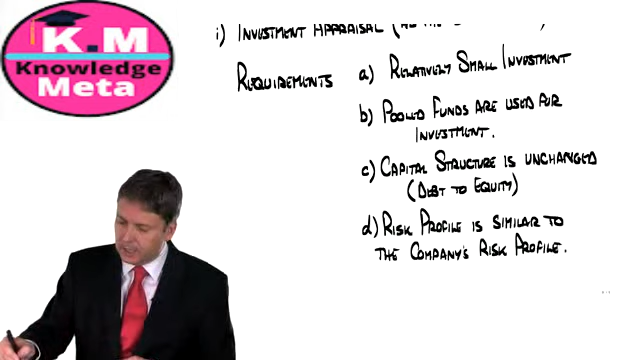 K.M
Knowledge
Meta
i) INVESTMENT APPRAISAL (
REQUIREMENTS a) RELATIVELY SMALL INVESTMENT
b) POOLED FUNDS ARE USED FOR
INVESTMENT.
c) CAPITAL STRUCTURE IS UNCHANGED
(DEBT TO EQUITY)
d) RISK PROFILE IS SIMILAR TO
THE COMPANY'S RISK PROFILE.